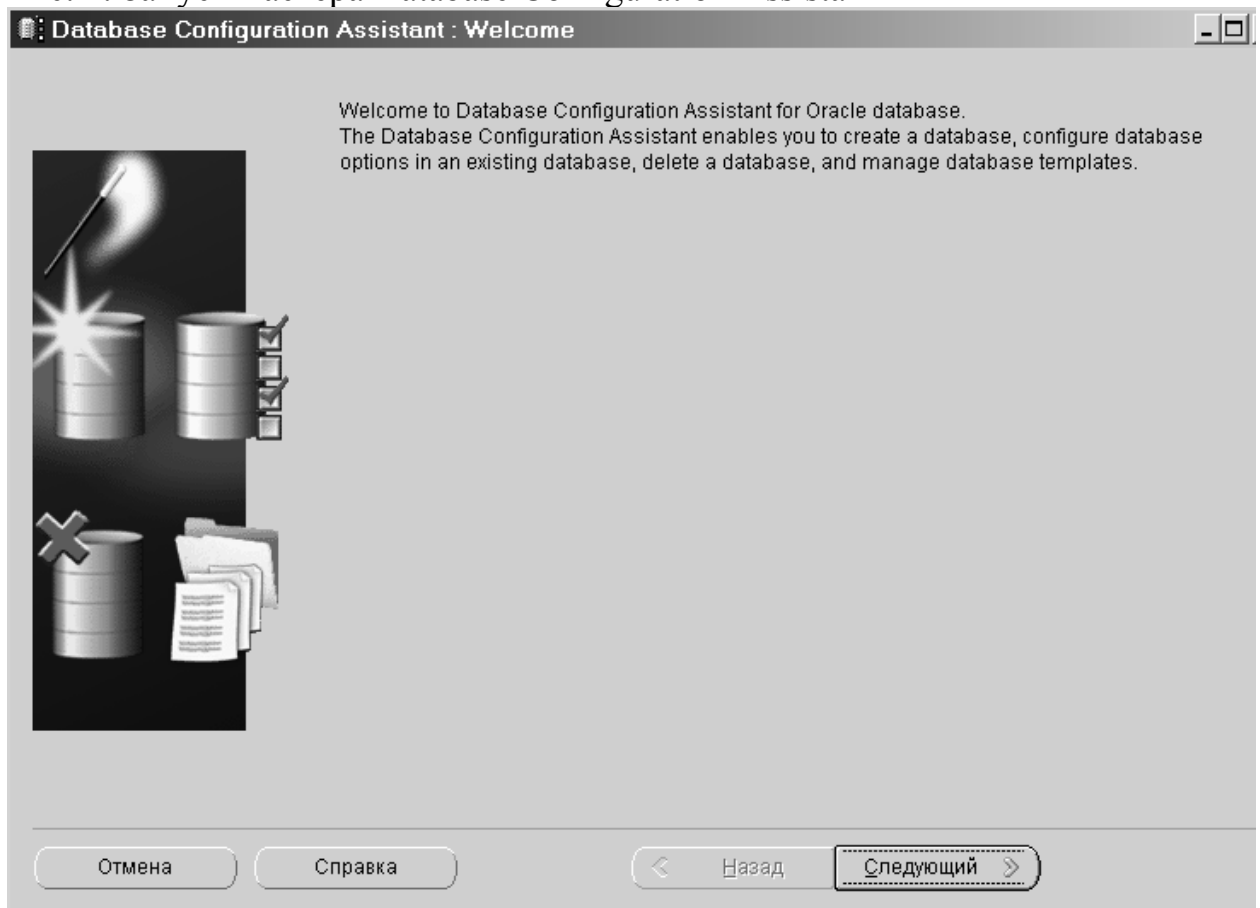 Database Configuration Assistant : Welcome
Welcome to Database Configuration Assistant for Oracle database.
The Database Configuration Assistant enables you to create a database, configure database
options in an existing database, delete a database, and manage database templates.
Отмена
Справка
Назад
Следующий